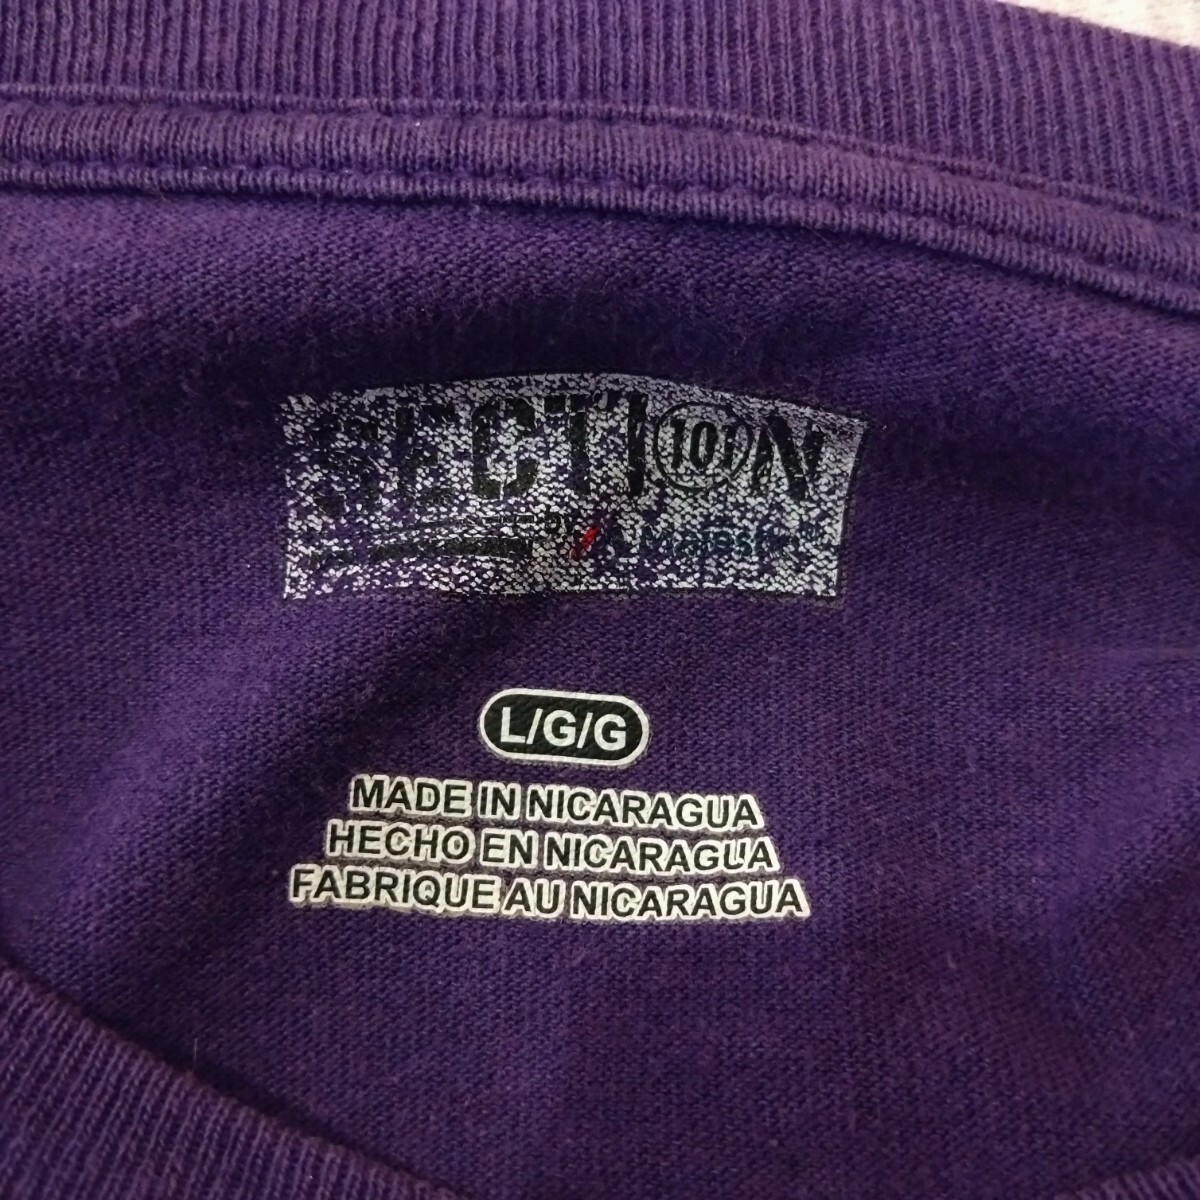 SECTION 101
by Majestic®
L/G/G
MADE IN NICARAGUA
HECHO EN NICARAGUA
FABRIQUE AU NICARAGUA